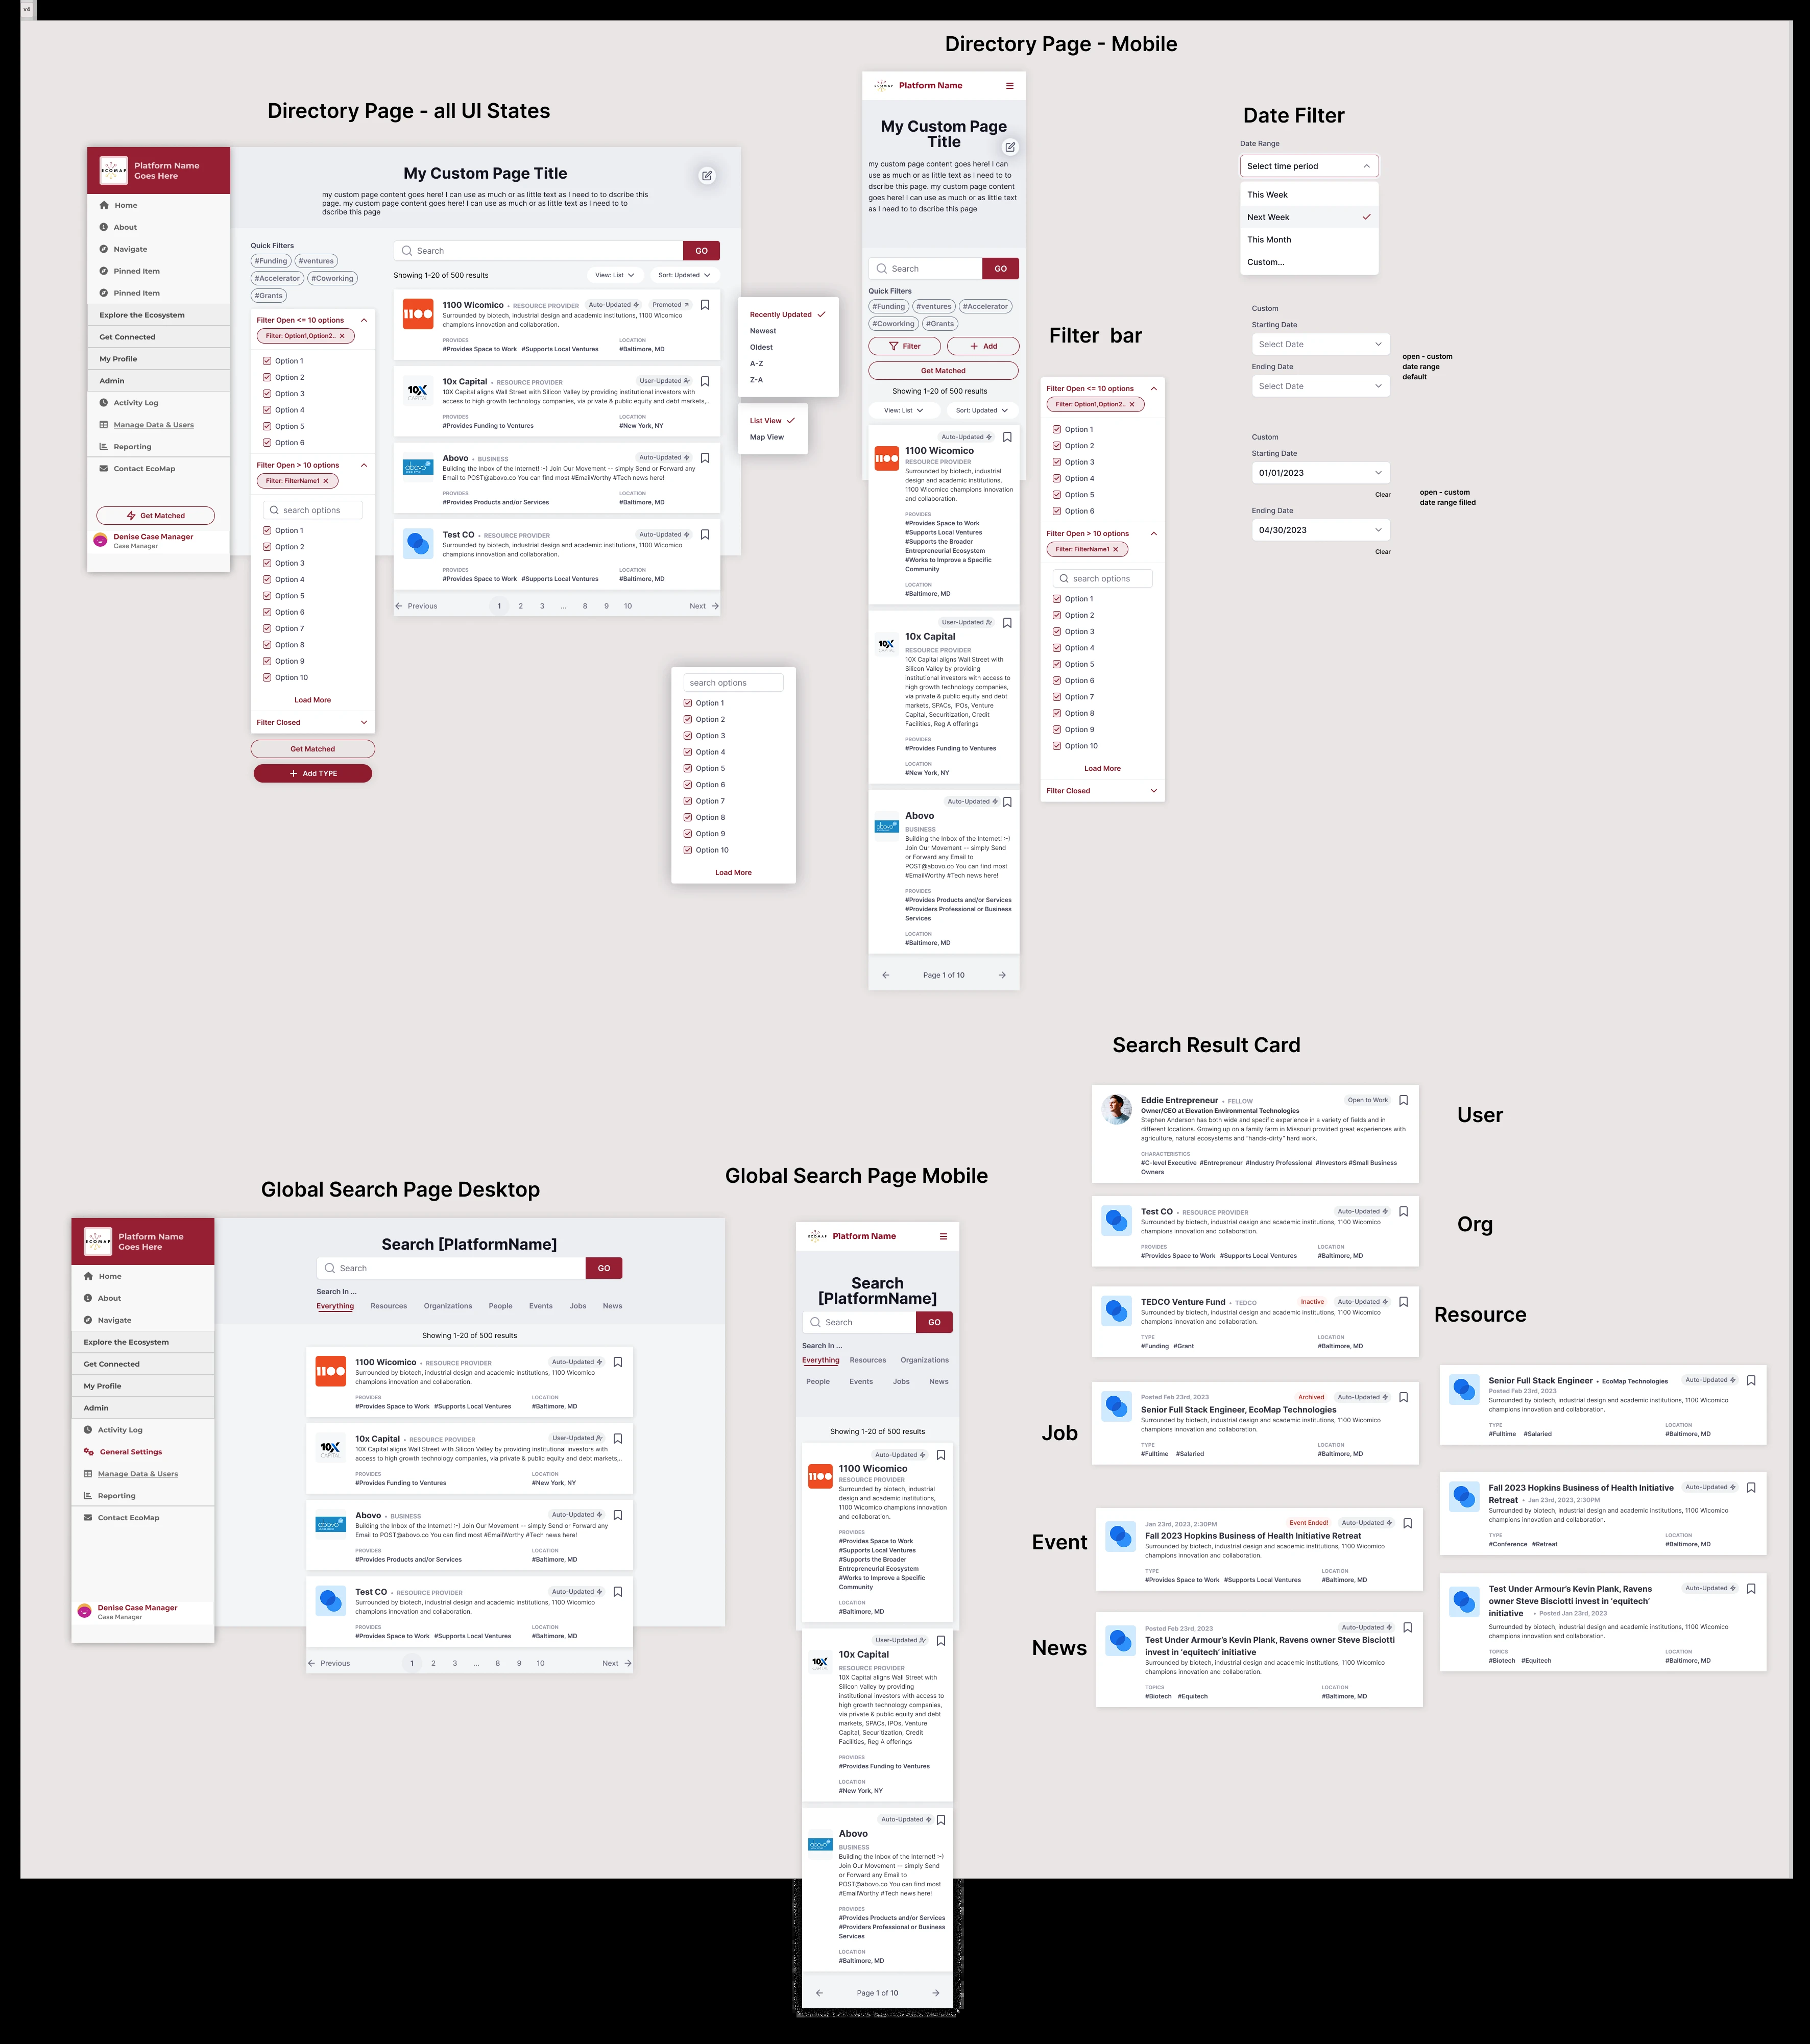 v4
Directory Page - Mobile
Directory Page - all UI States
ECOMAP
Platform Name
Goes Here
Home
About
Navigate
Pinned Item
Pinned Item
Explore the Ecosystem
Get Connected
My Profile
Admin
Activity Log
Manage Data & Users
Reporting
Contact EcoMap
Get Matched
Denise Case Manager
Case Manager
My Custom Page Title
my custom page content goes here! I can use as much or as little text as I need to to dscribe this
page. my custom page content goes here! I can use as much or as little text as I need to to
dscribe this page
Quick Filters
#Funding #ventures
#Accelerator #Coworking
#Grants
Filter Open <= 10 options
Filter: Option1,Option2..
Option 1
Option 2
Option 3
Option 4
Option 5
Option 6
Filter Open > 10 options
Filter: FilterName1
search options
Option 1
Option 2
Option 3
Option 4
Option 5
Option 6
Option 7
Option 8
Option 9
Option 10
Load More
Filter Closed
Get Matched
Add TYPE
Search GO
Showing 1-20 of 500 results View: List Sort: Updated
1100
1100 Wicomico • RESOURCE PROVIDER Auto-Updated Promoted
Surrounded by biotech, industrial design and academic institutions, 1100 Wicomico
champions innovation and collaboration.
PROVIDES LOCATION
#Provides Space to Work #Supports Local Ventures #Baltimore, MD
10X
CAPITAL
10x Capital • RESOURCE PROVIDER User-Updated
10X Capital aligns Wall Street with Silicon Valley by providing institutional investors with
access to high growth technology companies, via private & public equity and debt markets,..
PROVIDES LOCATION
#Provides Funding to Ventures #New York, NY
abovo
Abovo • BUSINESS Auto-Updated
Building the Inbox of the Internet! :-) Join Our Movement -- simply Send or Forward any
Email to POST@abovo.co You can find most #EmailWorthy #Tech news here!
PROVIDES LOCATION
#Provides Products and/or Services #Baltimore, MD
Test CO • RESOURCE PROVIDER Auto-Updated
Surrounded by biotech, industrial design and academic institutions, 1100 Wicomico
champions innovation and collaboration.
PROVIDES LOCATION
#Provides Space to Work #Supports Local Ventures #Baltimore, MD
Previous 1 2 3 ... 8 9 10 Next
Recently Updated
Newest
Oldest
A-Z
Z-A
List View
Map View
search options
Option 1
Option 2
Option 3
Option 4
Option 5
Option 6
Option 7
Option 8
Option 9
Option 10
Load More
ECOMAP Platform Name
My Custom Page
Title
my custom page content goes here! I can
use as much or as little text as I need to to
dscribe this page. my custom page content
goes here! I can use as much or as little text
as I need to to dscribe this page
Search GO
Quick Filters
#Funding #ventures #Accelerator
#Coworking #Grants
Filter Add
Get Matched
Showing 1-20 of 500 results
View: List Sort: Updated
Auto-Updated
1100
1100 Wicomico
RESOURCE PROVIDER
Surrounded by biotech, industrial
design and academic institutions,
1100 Wicomico champions innovation
and collaboration.
PROVIDES
#Provides Space to Work
#Supports Local Ventures
#Supports the Broader
Entrepreneurial Ecosystem
#Works to Improve a Specific
Community
LOCATION
#Baltimore, MD
User-Updated
10X
CAPITAL
10x Capital
RESOURCE PROVIDER
10X Capital aligns Wall Street with
Silicon Valley by providing
institutional investors with access to
high growth technology companies,
via private & public equity and debt
markets, SPACs, IPOs, Venture
Capital, Securitization, Credit
Facilities, Reg A offerings
PROVIDES
#Provides Funding to Ventures
LOCATION
#New York, NY
Auto-Updated
abovo
Abovo
BUSINESS
Building the Inbox of the Internet! :-)
Join Our Movement -- simply Send
or Forward any Email to
POST@abovo.co You can find most
#EmailWorthy #Tech news here!
PROVIDES
#Provides Products and/or Services
#Providers Professional or Business
Services
LOCATION
#Baltimore, MD
Page 1 of 10
Filter bar
Filter Open <= 10 options
Filter: Option1,Option2..
Option 1
Option 2
Option 3
Option 4
Option 5
Option 6
Filter Open > 10 options
Filter: FilterName1
search options
Option 1
Option 2
Option 3
Option 4
Option 5
Option 6
Option 7
Option 8
Option 9
Option 10
Load More
Filter Closed
Date Filter
Date Range
Select time period
This Week
Next Week
This Month
Custom...
Custom
Starting Date
Select Date
Ending Date
Select Date
open - custom
date range
default
Custom
Starting Date
01/01/2023
Clear
Ending Date
04/30/2023
Clear
open - custom
date range filled
Global Search Page Desktop
ECOMAP
Platform Name
Goes Here
Home
About
Navigate
Explore the Ecosystem
Get Connected
My Profile
Admin
Activity Log
General Settings
Manage Data & Users
Reporting
Contact EcoMap
Denise Case Manager
Case Manager
Search [PlatformName]
Search GO
Search In ...
Everything Resources Organizations People Events Jobs News
Showing 1-20 of 500 results
1100
1100 Wicomico • RESOURCE PROVIDER Auto-Updated
Surrounded by biotech, industrial design and academic institutions, 1100 Wicomico
champions innovation and collaboration.
PROVIDES LOCATION
#Provides Space to Work #Supports Local Ventures #Baltimore, MD
10X
CAPITAL
10x Capital • RESOURCE PROVIDER User-Updated
10X Capital aligns Wall Street with Silicon Valley by providing institutional investors with
access to high growth technology companies, via private & public equity and debt markets,..
PROVIDES LOCATION
#Provides Funding to Ventures #New York, NY
abovo
Abovo • BUSINESS Auto-Updated
Building the Inbox of the Internet! :-) Join Our Movement -- simply Send or Forward any
Email to POST@abovo.co You can find most #EmailWorthy #Tech news here!
PROVIDES LOCATION
#Provides Products and/or Services #Baltimore, MD
Test CO • RESOURCE PROVIDER Auto-Updated
Surrounded by biotech, industrial design and academic institutions, 1100 Wicomico
champions innovation and collaboration.
PROVIDES LOCATION
#Provides Space to Work #Supports Local Ventures #Baltimore, MD
Previous 1 2 3 ... 8 9 10 Next
Global Search Page Mobile
ECOMAP Platform Name
Search
[PlatformName]
Search GO
Search In ...
Everything Resources Organizations
People Events Jobs News
Showing 1-20 of 500 results
Auto-Updated
1100
1100 Wicomico
RESOURCE PROVIDER
Surrounded by biotech, industrial
design and academic institutions,
1100 Wicomico champions innovation
and collaboration.
PROVIDES
#Provides Space to Work
#Supports Local Ventures
#Supports the Broader
Entrepreneurial Ecosystem
#Works to Improve a Specific
Community
LOCATION
#Baltimore, MD
User-Updated
10X
CAPITAL
10x Capital
RESOURCE PROVIDER
10X Capital aligns Wall Street with
Silicon Valley by providing
institutional investors with access to
high growth technology companies,
via private & public equity and debt
markets, SPACs, IPOs, Venture
Capital, Securitization, Credit
Facilities, Reg A offerings
PROVIDES
#Provides Funding to Ventures
LOCATION
#New York, NY
Auto-Updated
abovo
Abovo
BUSINESS
Building the Inbox of the Internet! :-)
Join Our Movement -- simply Send
or Forward any Email to
POST@abovo.co You can find most
#EmailWorthy #Tech news here!
PROVIDES
#Provides Products and/or Services
#Providers Professional or Business
Services
LOCATION
#Baltimore, MD
Page 1 of 10
Search Result Card
User
Eddie Entrepreneur • FELLOW Open to Work
Owner/CEO at Elevation Environmental Technologies
Stephen Anderson has both wide and specific experience in a variety of fields and in
different locations. Growing up on a family farm in Missouri provided great experiences with
agriculture, natural ecosystems and "hands-dirty" hard work.
CHARACTERISTICS
#C-level Executive #Entrepreneur #Industry Professional #Investors #Small Business
Owners
Org
Test CO • RESOURCE PROVIDER Auto-Updated
Surrounded by biotech, industrial design and academic institutions, 1100 Wicomico
champions innovation and collaboration.
PROVIDES LOCATION
#Provides Space to Work #Supports Local Ventures #Baltimore, MD
Resource
TEDCO Venture Fund • TEDCO Inactive Auto-Updated
Surrounded by biotech, industrial design and academic institutions, 1100 Wicomico
champions innovation and collaboration.
TYPE LOCATION
#Funding #Grant #Baltimore, MD
Job
Posted Feb 23rd, 2023 Archived Auto-Updated
Senior Full Stack Engineer, EcoMap Technologies
Surrounded by biotech, industrial design and academic institutions, 1100 Wicomico
champions innovation and collaboration.
TYPE LOCATION
#Fulltime #Salaried #Baltimore, MD
Senior Full Stack Engineer • EcoMap Technologies Auto-Updated
Posted Feb 23rd, 2023
Surrounded by biotech, industrial design and academic institutions, 1100 Wicomico
champions innovation and collaboration.
TYPE LOCATION
#Fulltime #Salaried #Baltimore, MD
Event
Jan 23rd, 2023, 2:30PM Event Ended! Auto-Updated
Fall 2023 Hopkins Business of Health Initiative Retreat
Surrounded by biotech, industrial design and academic institutions, 1100 Wicomico
champions innovation and collaboration.
TYPE LOCATION
#Provides Space to Work #Supports Local Ventures #Baltimore, MD
Fall 2023 Hopkins Business of Health Initiative Auto-Updated
Retreat • Jan 23rd, 2023, 2:30PM
Surrounded by biotech, industrial design and academic institutions, 1100 Wicomico
champions innovation and collaboration.
TYPE LOCATION
#Conference #Retreat #Baltimore, MD
News
Posted Feb 23rd, 2023 Auto-Updated
Test Under Armour's Kevin Plank, Ravens owner Steve Bisciotti
invest in 'equitech' initiative
Surrounded by biotech, industrial design and academic institutions, 1100 Wicomico
champions innovation and collaboration.
TOPICS LOCATION
#Biotech #Equitech #Baltimore, MD
Test Under Armour's Kevin Plank, Ravens Auto-Updated
owner Steve Bisciotti invest in 'equitech'
initiative • Posted Jan 23rd, 2023
Surrounded by biotech, industrial design and academic institutions, 1100 Wicomico
champions innovation and collaboration.
TOPICS LOCATION
#Biotech #Equitech #Baltimore, MD